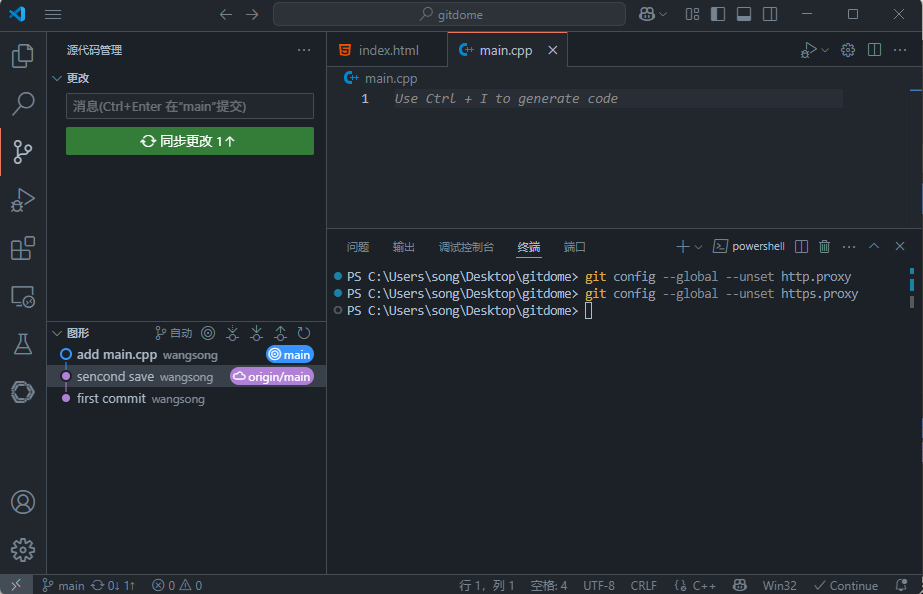 gitdome
源代码管理
更改
消息(Ctrl+Enter 在"main"提交)
同步更改 1↑
图形
自动
add main.cpp wangsong main
sencond save wangsong origin/main
first commit wangsong
index.html
main.cpp
main.cpp
1 Use Ctrl + I to generate code
问题 输出 调试控制台 终端 端口 powershell
PS C:\Users\song\Desktop\gitdome> git config --global --unset http.proxy
PS C:\Users\song\Desktop\gitdome> git config --global --unset https.proxy
PS C:\Users\song\Desktop\gitdome>
main 0↓ 1↑ 0 0 行 1, 列 1 空格: 4 UTF-8 CRLF {} C++ Win32 Continue